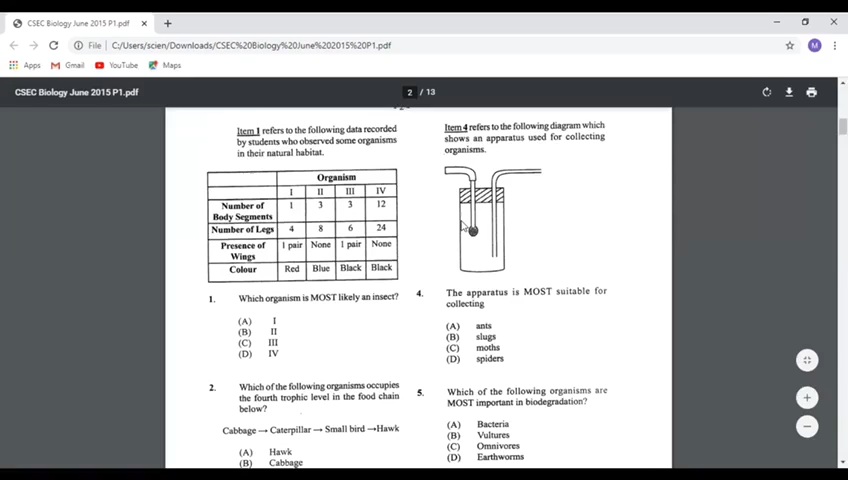 CSEC Biology June 2015 P1.pdf
File
C:/Users/scien/Downloads/CSEC%20Biology%20June%202015%20P1.pdf
M
Apps
Gmail
YouTube
Maps
CSEC Biology June 2015 P1.pdf
2 / 13
Item 1 refers to the following data recorded
by students who observed some organisms
in their natural habitat.
Organism
I II III IV
Number of
Body Segments
1 3 3 12
Number of Legs 4 8 6 24
Presence of
Wings
1 pair None 1 pair None
Colour Red Blue Black Black
1. Which organism is MOST likely an insect?
(A) I
(B) II
(C) III
(D) IV
2. Which of the following organisms occupies
the fourth trophic level in the food chain
below?
Cabbage → Caterpillar → Small bird →Hawk
(A) Hawk
(B) Cabbage
Item 4 refers to the following diagram which
shows an apparatus used for collecting
organisms.
4. The apparatus is MOST suitable for
collecting
(A) ants
(B) slugs
(C) moths
(D) spiders
5. Which of the following organisms are
MOST important in biodegradation?
(A) Bacteria
(B) Vultures
(C) Omnivores
(D) Earthworms